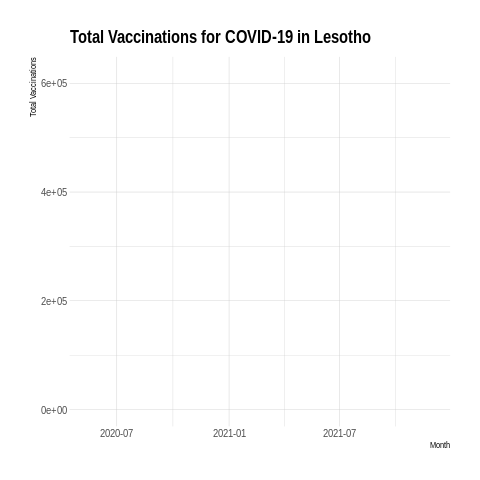 Total Vaccinations for COVID-19 in Lesotho
Total Vaccinations
6e+05
4e+05
2e+05
0e+00
2020-07 2021-01 2021-07
Month